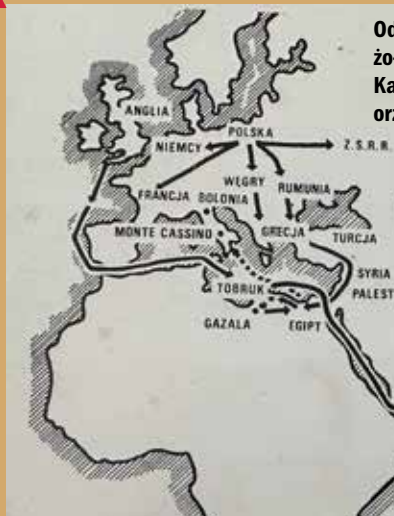 Od
żo
Ka
orz
ANGLIA
POLSKA
NIEMCY
Z.S.R.R.
WĘGRY
RUMUNIA
FRANCJA
BOLONIA
MONTE CASSINO
GRECJA
TURCJA
SYRIA
TOBRUK
PALEST
GAZALA
EGIPT